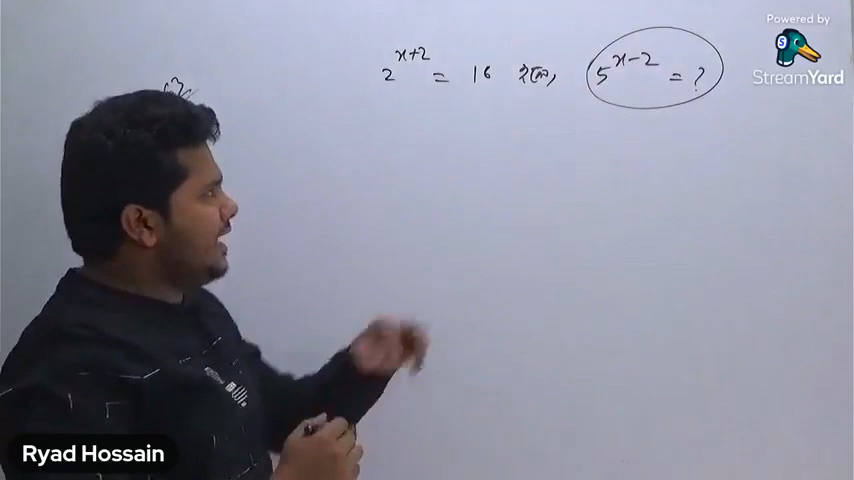 Powered by
StreamYard
2^{x+2} = 16 হলে, 5^{x-2} = ?
Ryad Hossain